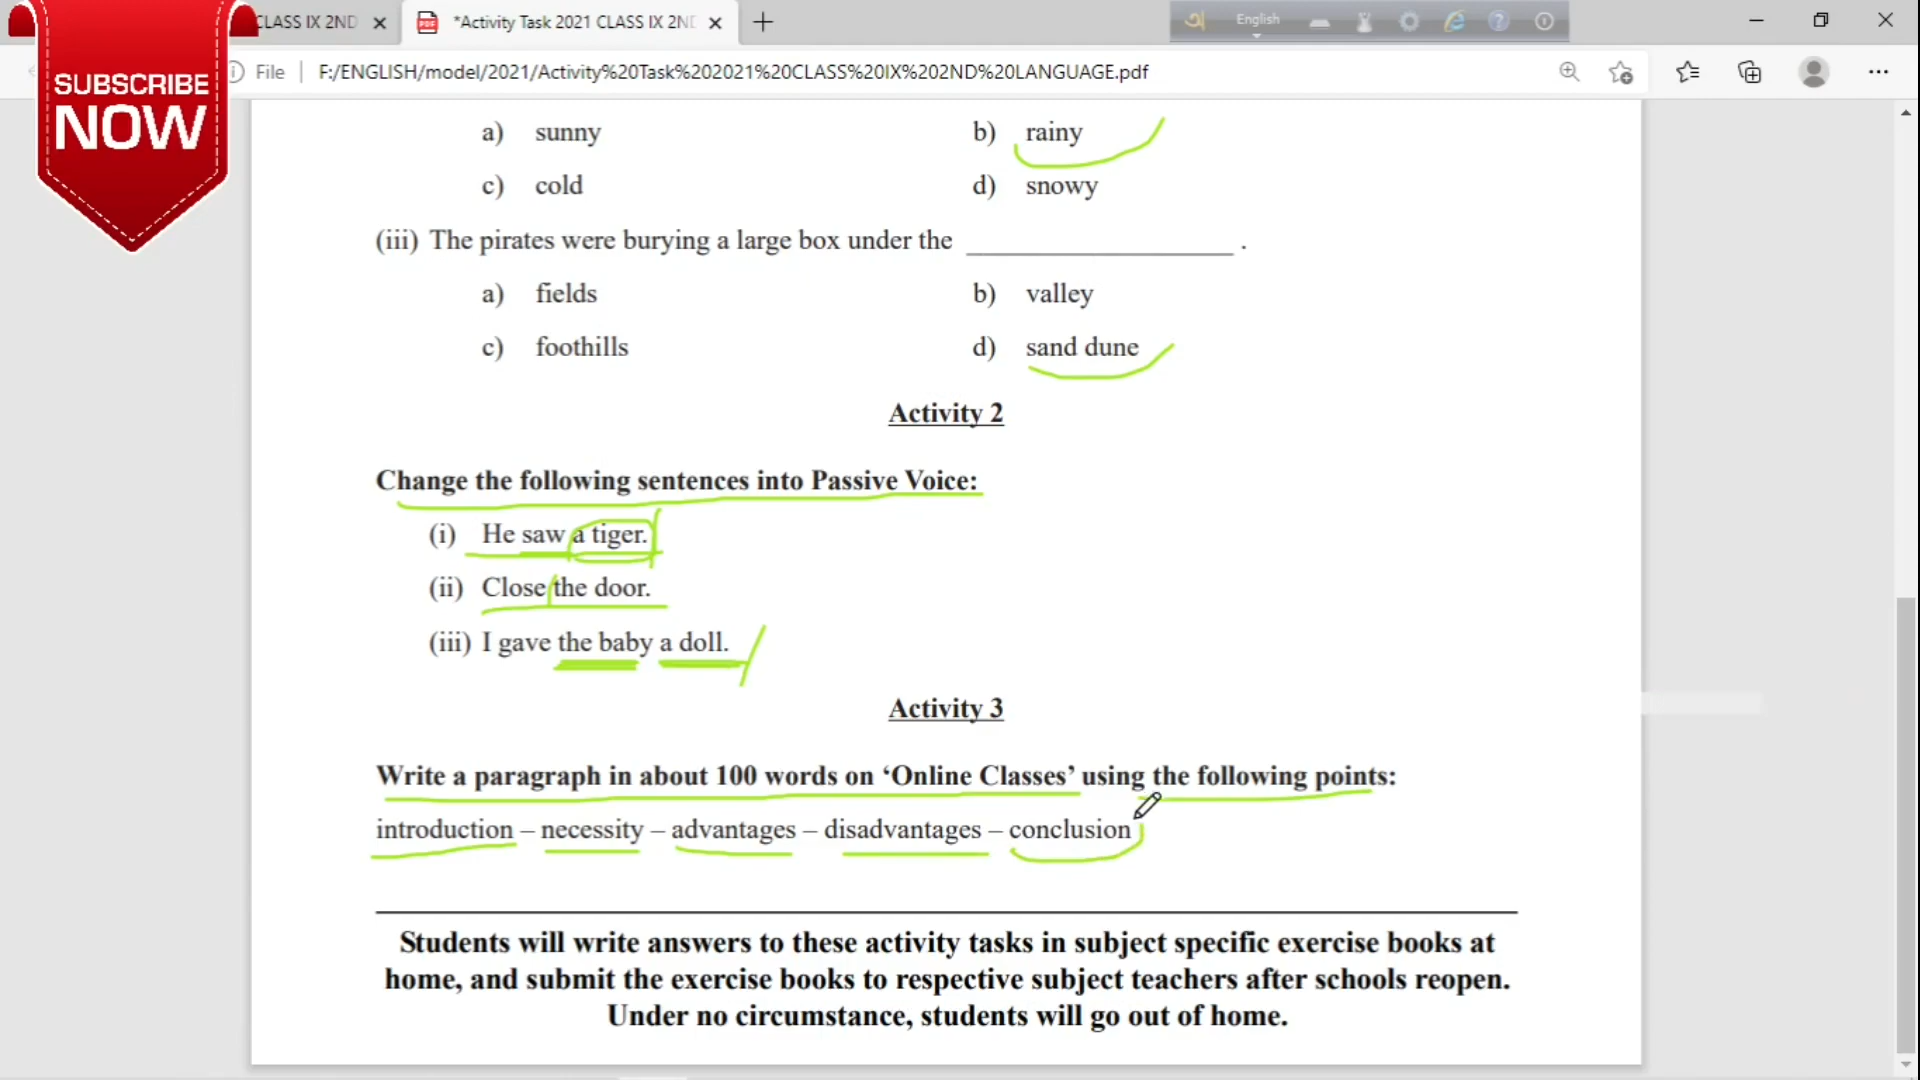 CLASS IX 2ND
*Activity Task 2021 CLASS IX 2ND
English
SUBSCRIBE
NOW
File
F:/ENGLISH/model/2021/Activity%20Task%202021%20CLASS%20IX%202ND%20LANGUAGE.pdf
a) sunny b) rainy
c) cold d) snowy
(iii) The pirates were burying a large box under the ____________________ .
a) fields b) valley
c) foothills d) sand dune
Activity 2
Change the following sentences into Passive Voice:
(i) He saw a tiger.
(ii) Close the door.
(iii) I gave the baby a doll.
Activity 3
Write a paragraph in about 100 words on ‘Online Classes’ using the following points:
introduction – necessity – advantages – disadvantages – conclusion
Students will write answers to these activity tasks in subject specific exercise books at
home, and submit the exercise books to respective subject teachers after schools reopen.
Under no circumstance, students will go out of home.